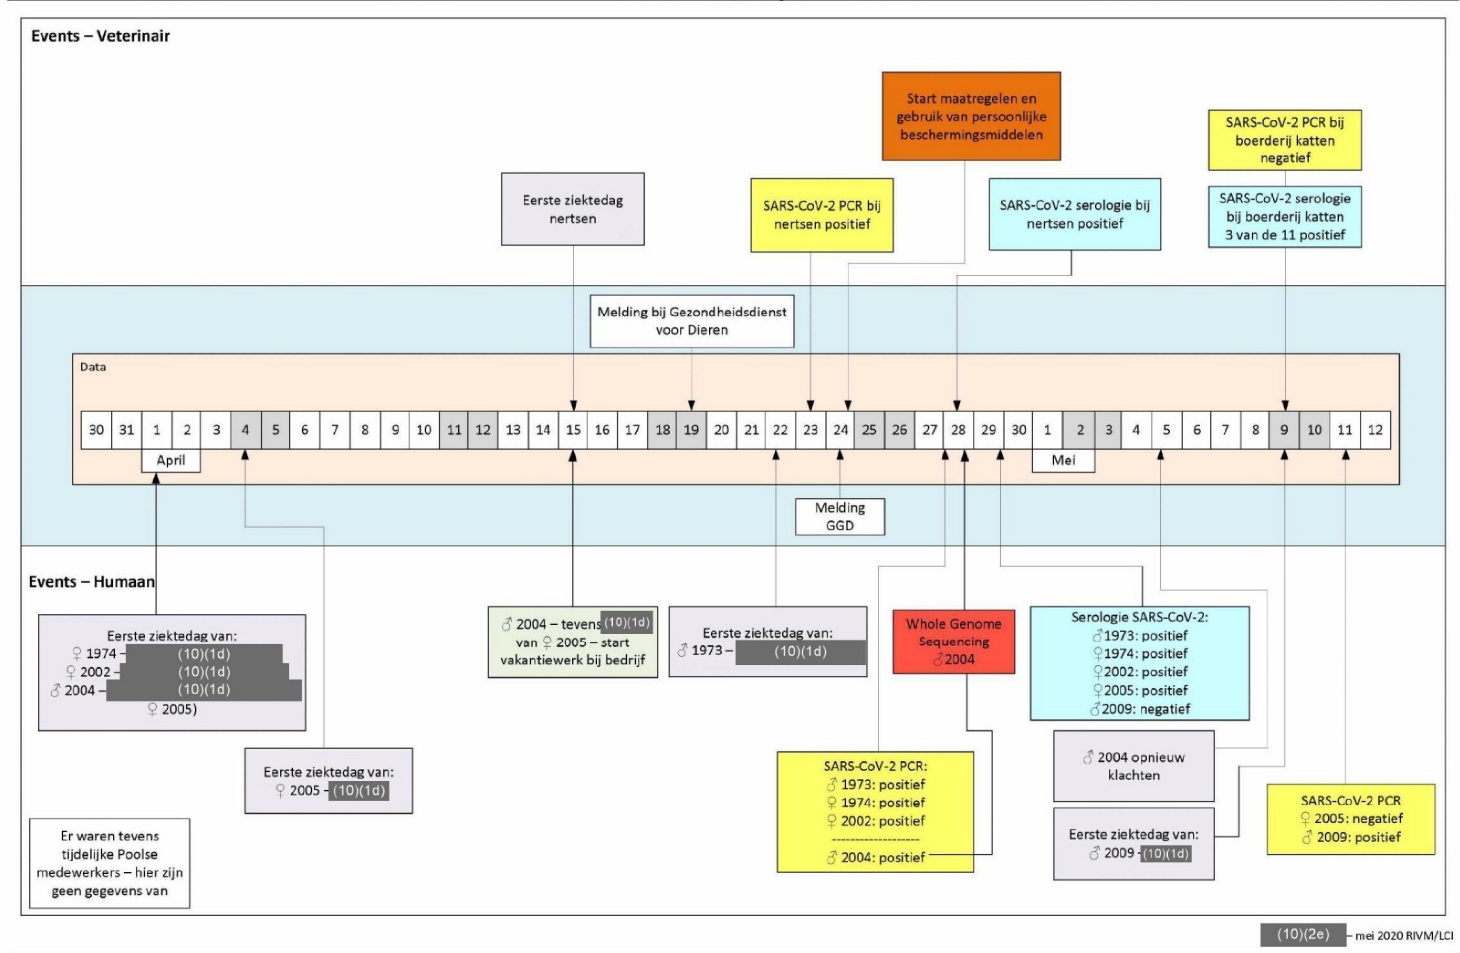 Events – Veterinair
Start maatregelen en
gebruik van persoonlijke
beschermingsmiddelen
SARS-CoV-2 PCR bij
boerderij katten
negatief
Eerste ziektedag
nertsen
SARS-CoV-2 PCR bij
nertsen positief
SARS-CoV-2 serologie bij
nertsen positief
SARS-CoV-2 serologie
bij boerderij katten
3 van de 11 positief
Melding bij Gezondheidsdienst
voor Dieren
Data
30 31 1 2 3 4 5 6 7 8 9 10 11 12 13 14 15 16 17 18 19 20 21 22 23 24 25 26 27 28 29 30 1 2 3 4 5 6 7 8 9 10 11 12
April
Mei
Melding
GGD
Events – Humaan
Eerste ziektedag van:
♀ 1974 – (10)(1d)
♀ 2002 – (10)(1d)
♂ 2004 – (10)(1d)
♀ 2005)
Eerste ziektedag van:
♀ 2005 - (10)(1d)
♂ 2004 – tevens (10)(1d)
van ♀ 2005 – start
vakantiewerk bij bedrijf
Eerste ziektedag van:
♂ 1973 – (10)(1d)
Whole Genome
Sequencing
♂ 2004
Serologie SARS-CoV-2:
♂1973: positief
♀1974: positief
♀2002: positief
♀2005: positief
♂2009: negatief
SARS-CoV-2 PCR:
♂ 1973: positief
♀ 1974: positief
♀ 2002: positief
--------------------
♂ 2004: positief
♂ 2004 opnieuw
klachten
Eerste ziektedag van:
♂ 2009 -(10)(1d)
SARS-CoV-2 PCR
♀ 2005: negatief
♂ 2009: positief
Er waren tevens
tijdelijke Poolse
medewerkers – hier zijn
geen gegevens van
(10)(2e) – mei 2020 RIVM/LCI